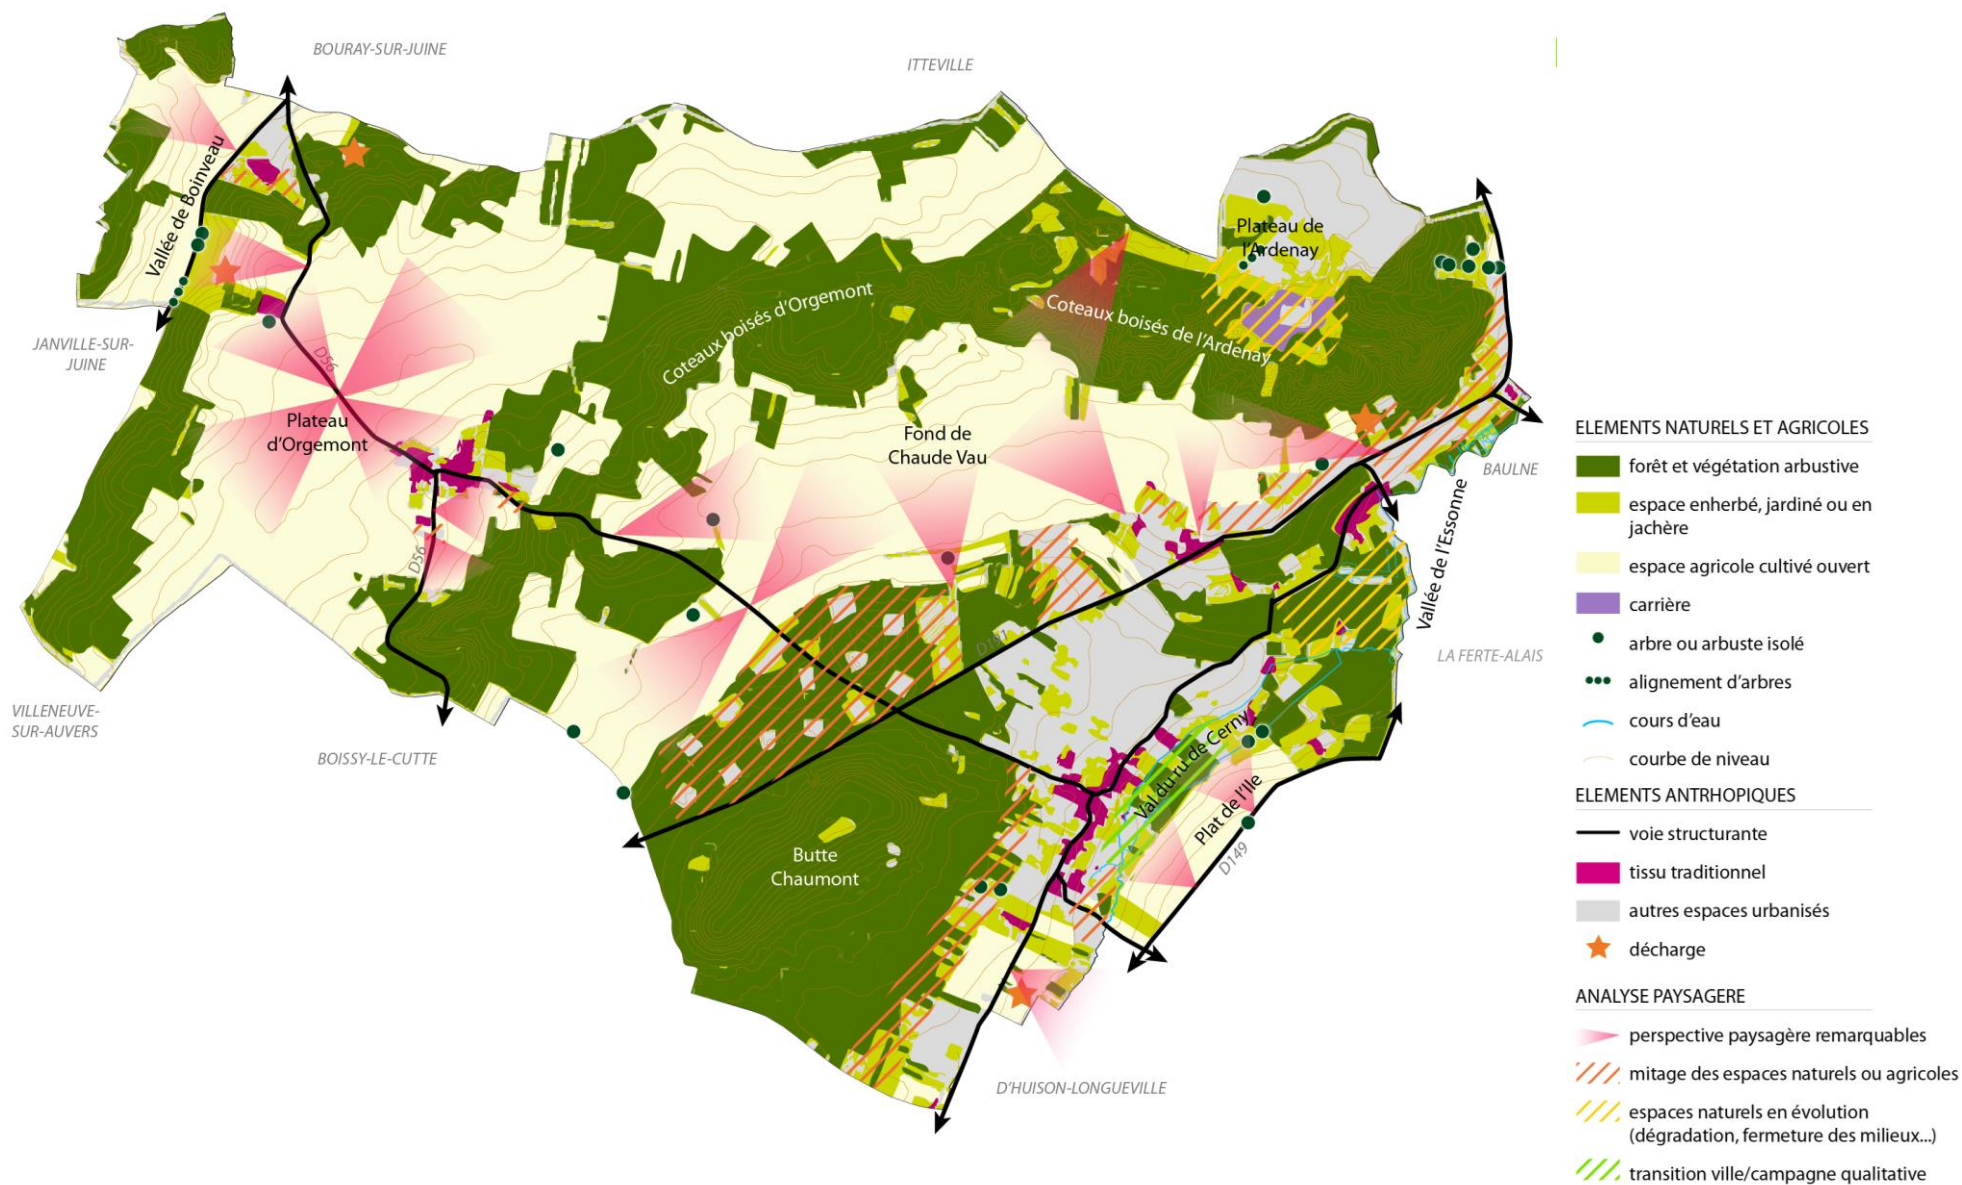 BOURAY-SUR-JUINE
ITTEVILLE
Vallée de Boinveau
Plateau de
l'Ardenay
JANVILLE-SUR-
JUINE
Coteaux boisés d'Orgemont
Coteaux boisés de l'Ardenay
D56
Plateau
d'Orgemont
Fond de
Chaude Vau
BAULNE
Vallée de l'Essonne
D56
D191
LA FERTE-ALAIS
VILLENEUVE-
SUR-AUVERS
BOISSY-LE-CUTTE
Val du ru de Cerny
Plat de l'Ile
D149
Butte
Chaumont
D'HUISON-LONGUEVILLE
ELEMENTS NATURELS ET AGRICOLES
forêt et végétation arbustive
espace enherbé, jardiné ou en
jachère
espace agricole cultivé ouvert
carrière
arbre ou arbuste isolé
alignement d'arbres
cours d'eau
courbe de niveau
ELEMENTS ANTRHOPIQUES
voie structurante
tissu traditionnel
autres espaces urbanisés
décharge
ANALYSE PAYSAGERE
perspective paysagère remarquables
mitage des espaces naturels ou agricoles
espaces naturels en évolution
(dégradation, fermeture des milieux...)
transition ville/campagne qualitative